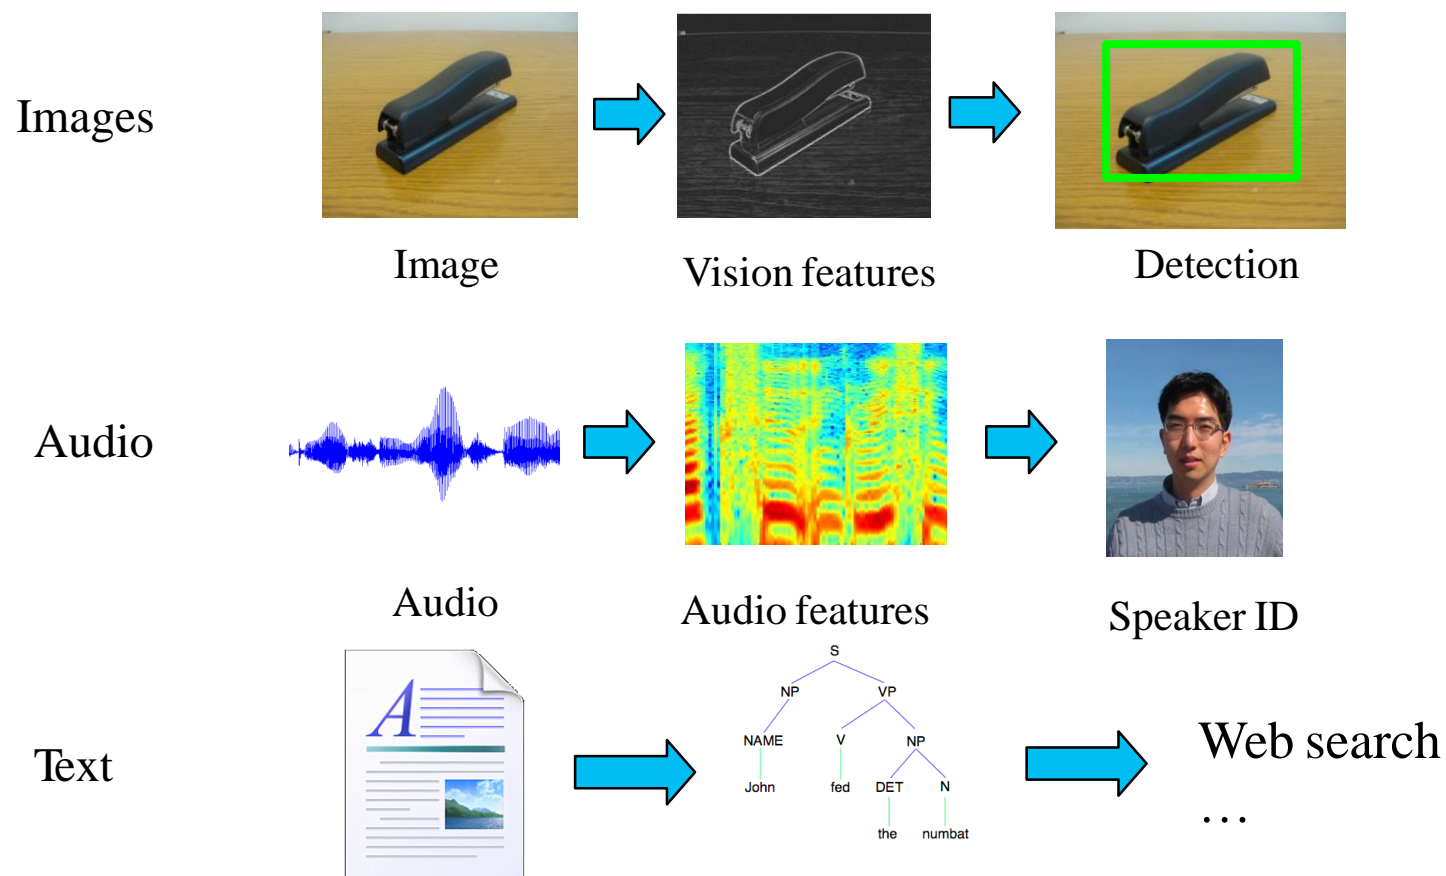 Images
Image
Vision features
Detection
Audio
Audio
Audio features
Speaker ID
Text
A
S
NP VP
NAME V NP
John fed DET N
the numbat
Web search
...